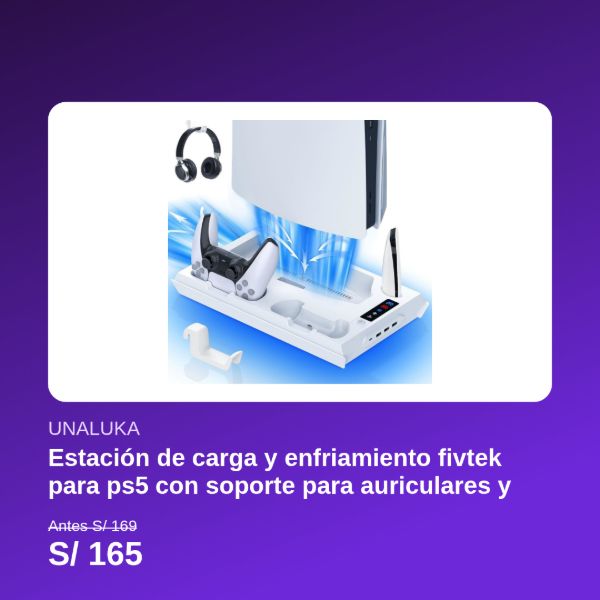 UNALUKA
Estación de carga y enfriamiento fivtek
para ps5 con soporte para auriculares y
Antes S/ 169
S/ 165